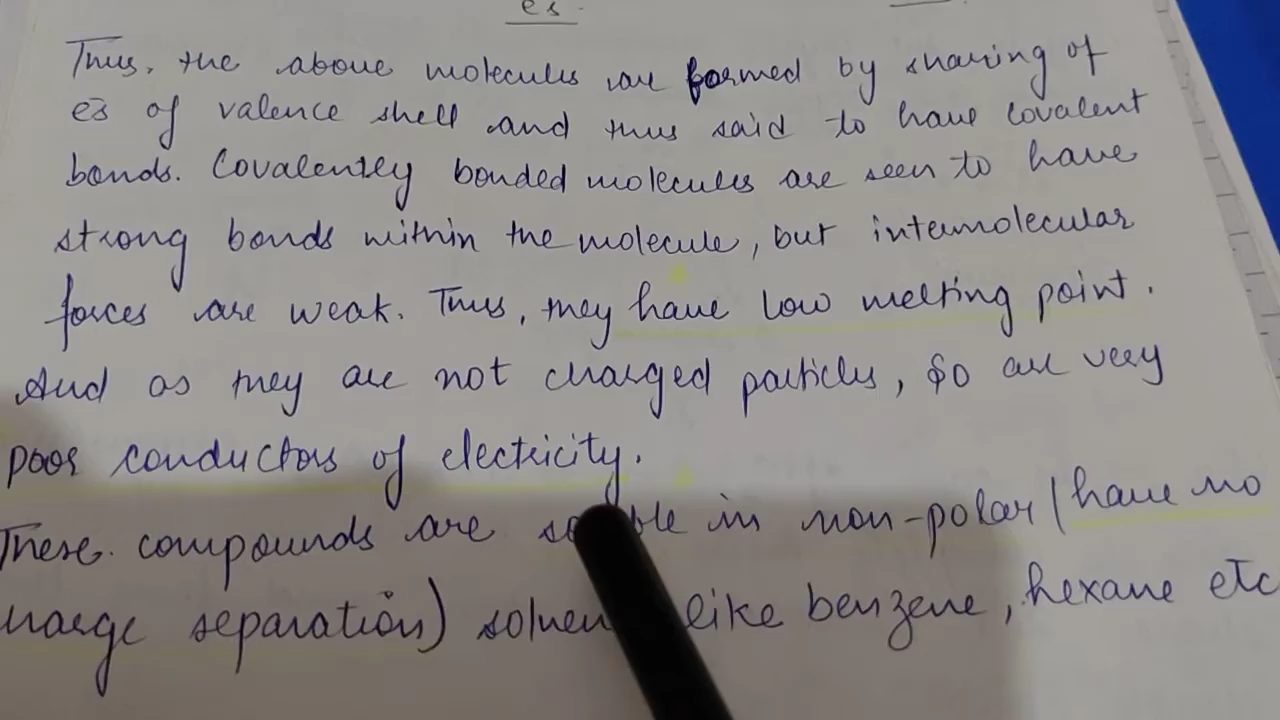 es
Thus, the above molecules are formed by sharing of
es of valence shell and thus said to have covalent
bonds. Covalently bonded molecules are seen to have
strong bonds within the molecule, but intermolecular
forces are weak. Thus, they have low melting point.
And as they are not charged particles, so are very
poor conductors of electricity.
These compounds are in non-polar (have no
separation) like benzene, hexane etc